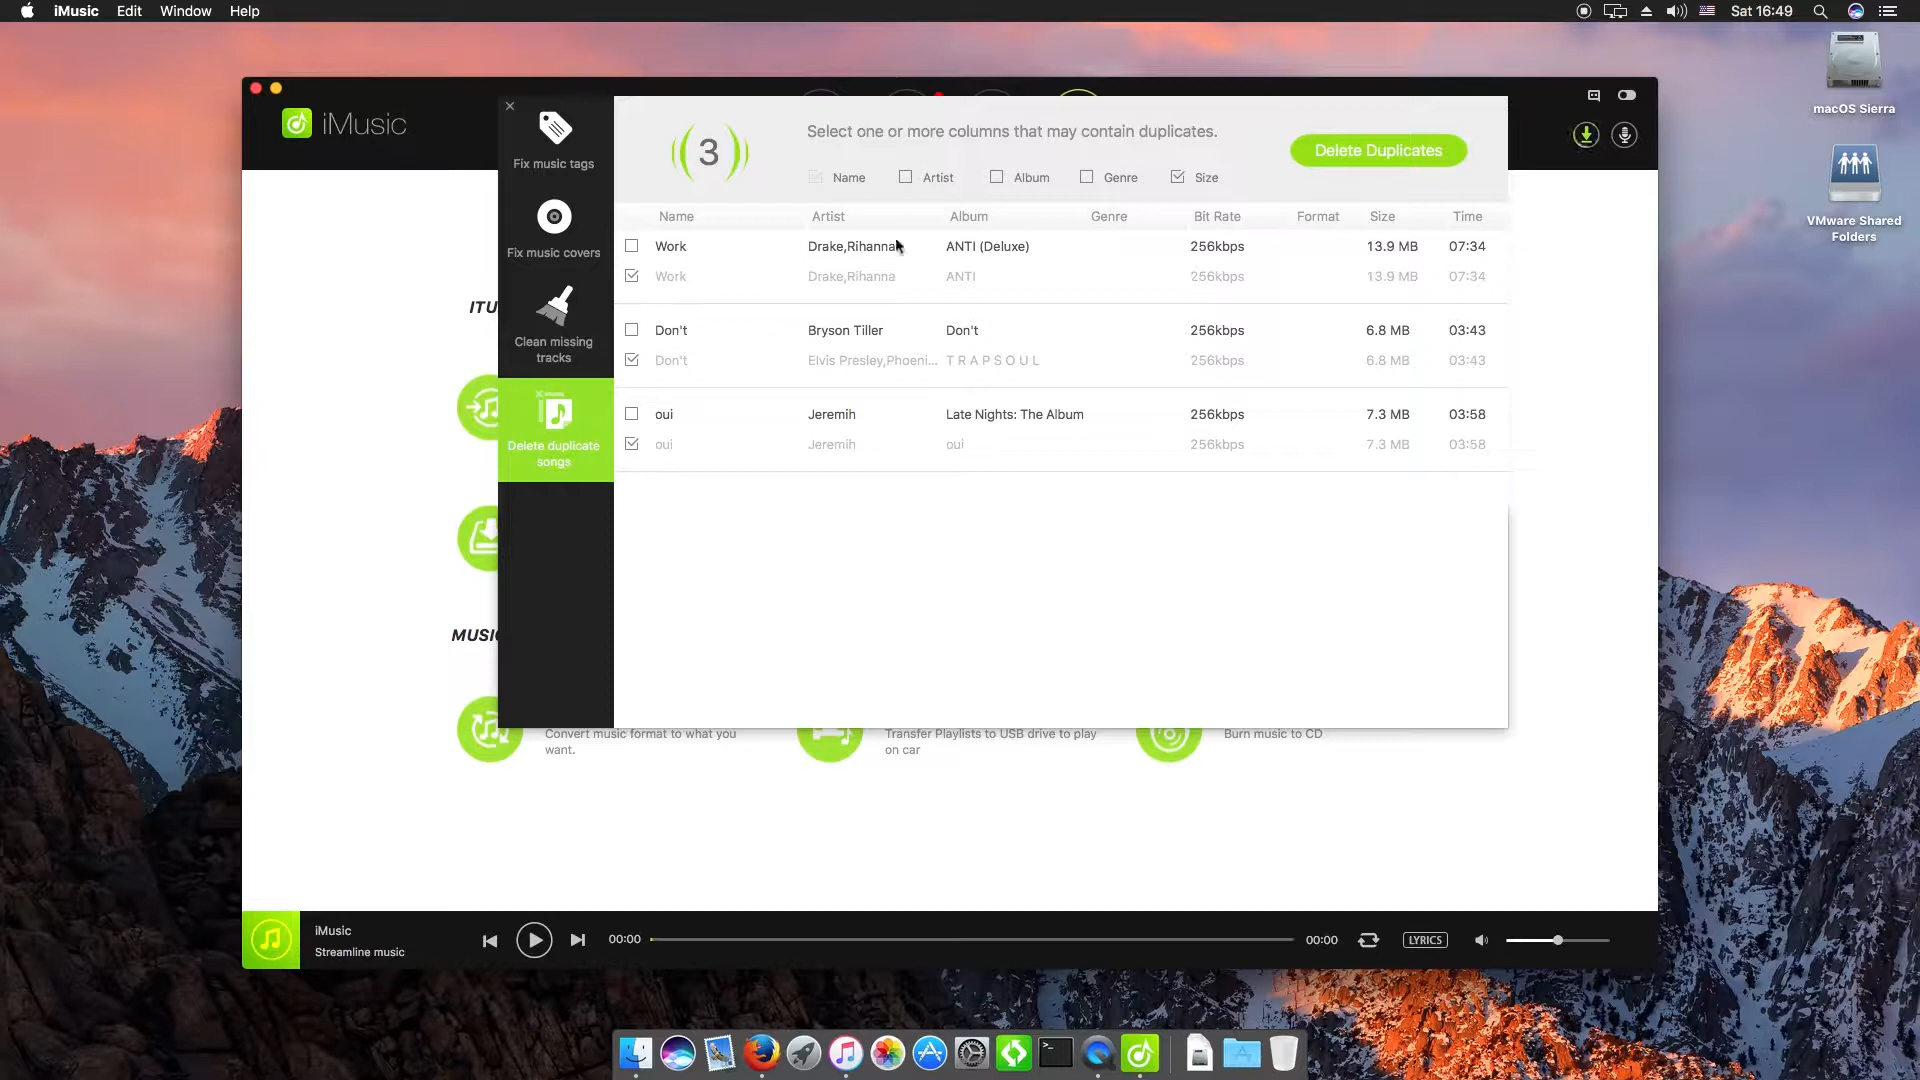 iMusic Edit Window Help
Sat 16:49
macOS Sierra
VMware Shared
Folders
iMusic
Fix music tags
Fix music covers
Clean missing
tracks
Delete duplicate
songs
3
Select one or more columns that may contain duplicates.
Name Artist Album Genre Size
Delete Duplicates
Name Artist Album Genre Bit Rate Format Size Time
Work Drake,Rihanna ANTI (Deluxe) 256kbps 13.9 MB 07:34
Work Drake,Rihanna ANTI 256kbps 13.9 MB 07:34
Don't Bryson Tiller Don't 256kbps 6.8 MB 03:43
Don't Elvis Presley,Phoeni... T R A P S O U L 256kbps 6.8 MB 03:43
oui Jeremih Late Nights: The Album 256kbps 7.3 MB 03:58
oui Jeremih oui 256kbps 7.3 MB 03:58
ITU
MUSIC
Convert music format to what you
want.
Transfer Playlists to USB drive to play
on car
Burn music to CD
iMusic
Streamline music
00:00
00:00
LYRICS